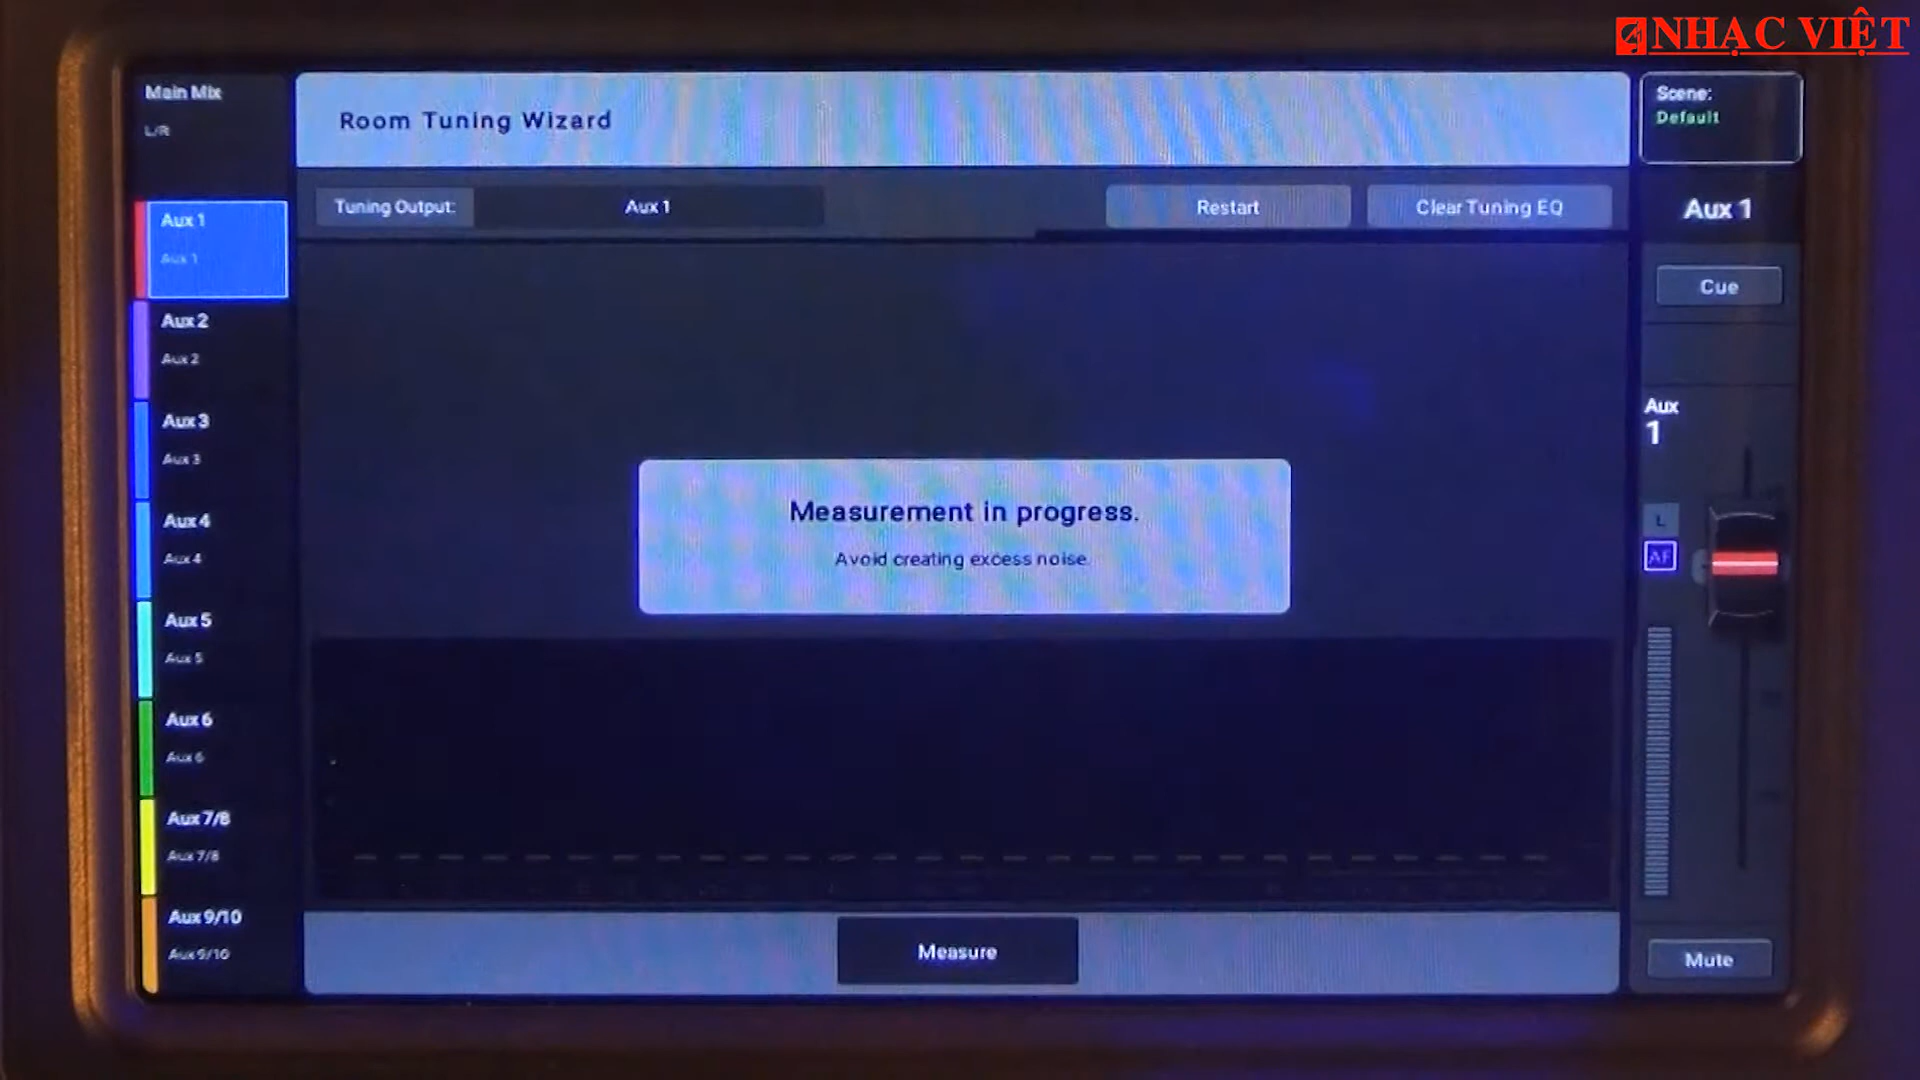 NHẠC VIỆT
Main Mix
L/R
Room Tuning Wizard
Scene:
Default
Tuning Output:
Aux 1
Restart
Clear Tuning EQ
Aux 1
Cue
Aux 1
Aux 1
Aux 2
Aux 2
Aux 3
Aux 3
Aux 4
Aux 4
Aux 5
Aux 5
Aux 6
Aux 6
Aux 7/8
Aux 7/8
Aux 9/10
Aux 9/10
Measurement in progress.
Avoid creating excess noise.
Measure
Aux
1
L
AF
Mute